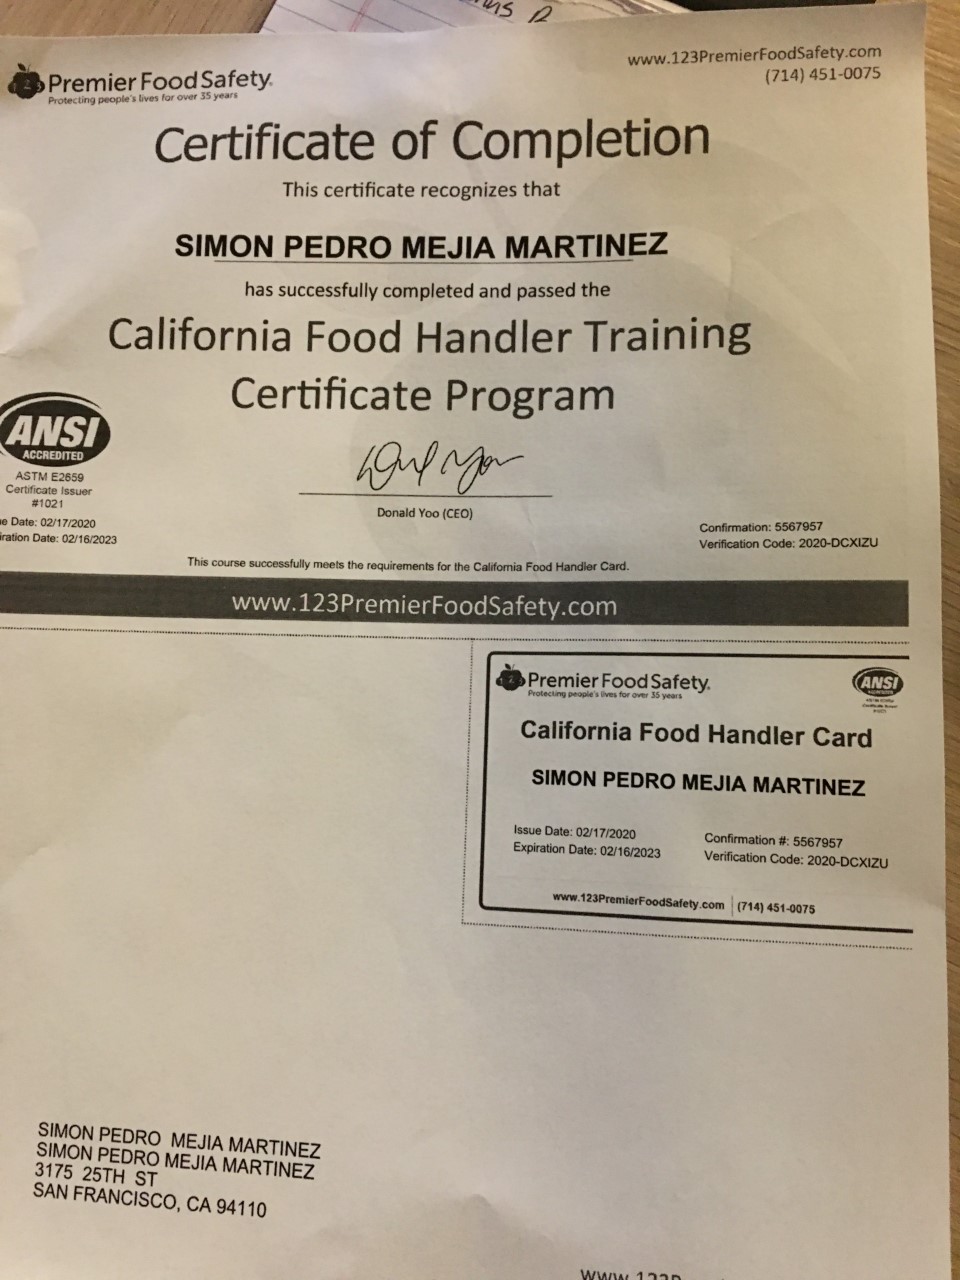 ns R
www.123PremierFoodSafety.com
(714) 451-0075
Premier Food Safety.
Protecting people's lives for over 35 years
Certificate of Completion
This certificate recognizes that
SIMON PEDRO MEJIA MARTINEZ
has successfully completed and passed the
California Food Handler Training
Certificate Program
ANSI
ACCREDITED
ASTM E2659
Certificate Issuer
#1021
e Date: 02/17/2020
iration Date: 02/16/2023
Donald Yoo (CEO)
Confirmation: 5567957
Verification Code: 2020-DCXIZU
This course successfully meets the requirements for the California Food Handler Card.
www.123PremierFoodSafety.com
Premier Food Safety.
Protecting people's lives for over 35 years
ANSI
California Food Handler Card
SIMON PEDRO MEJIA MARTINEZ
Issue Date: 02/17/2020
Expiration Date: 02/16/2023
Confirmation #: 5567957
Verification Code: 2020-DCXIZU
www.123PremierFoodSafety.com | (714) 451-0075
SIMON PEDRO MEJIA MARTINEZ
SIMON PEDRO MEJIA MARTINEZ
3175 25TH ST
SAN FRANCISCO, CA 94110